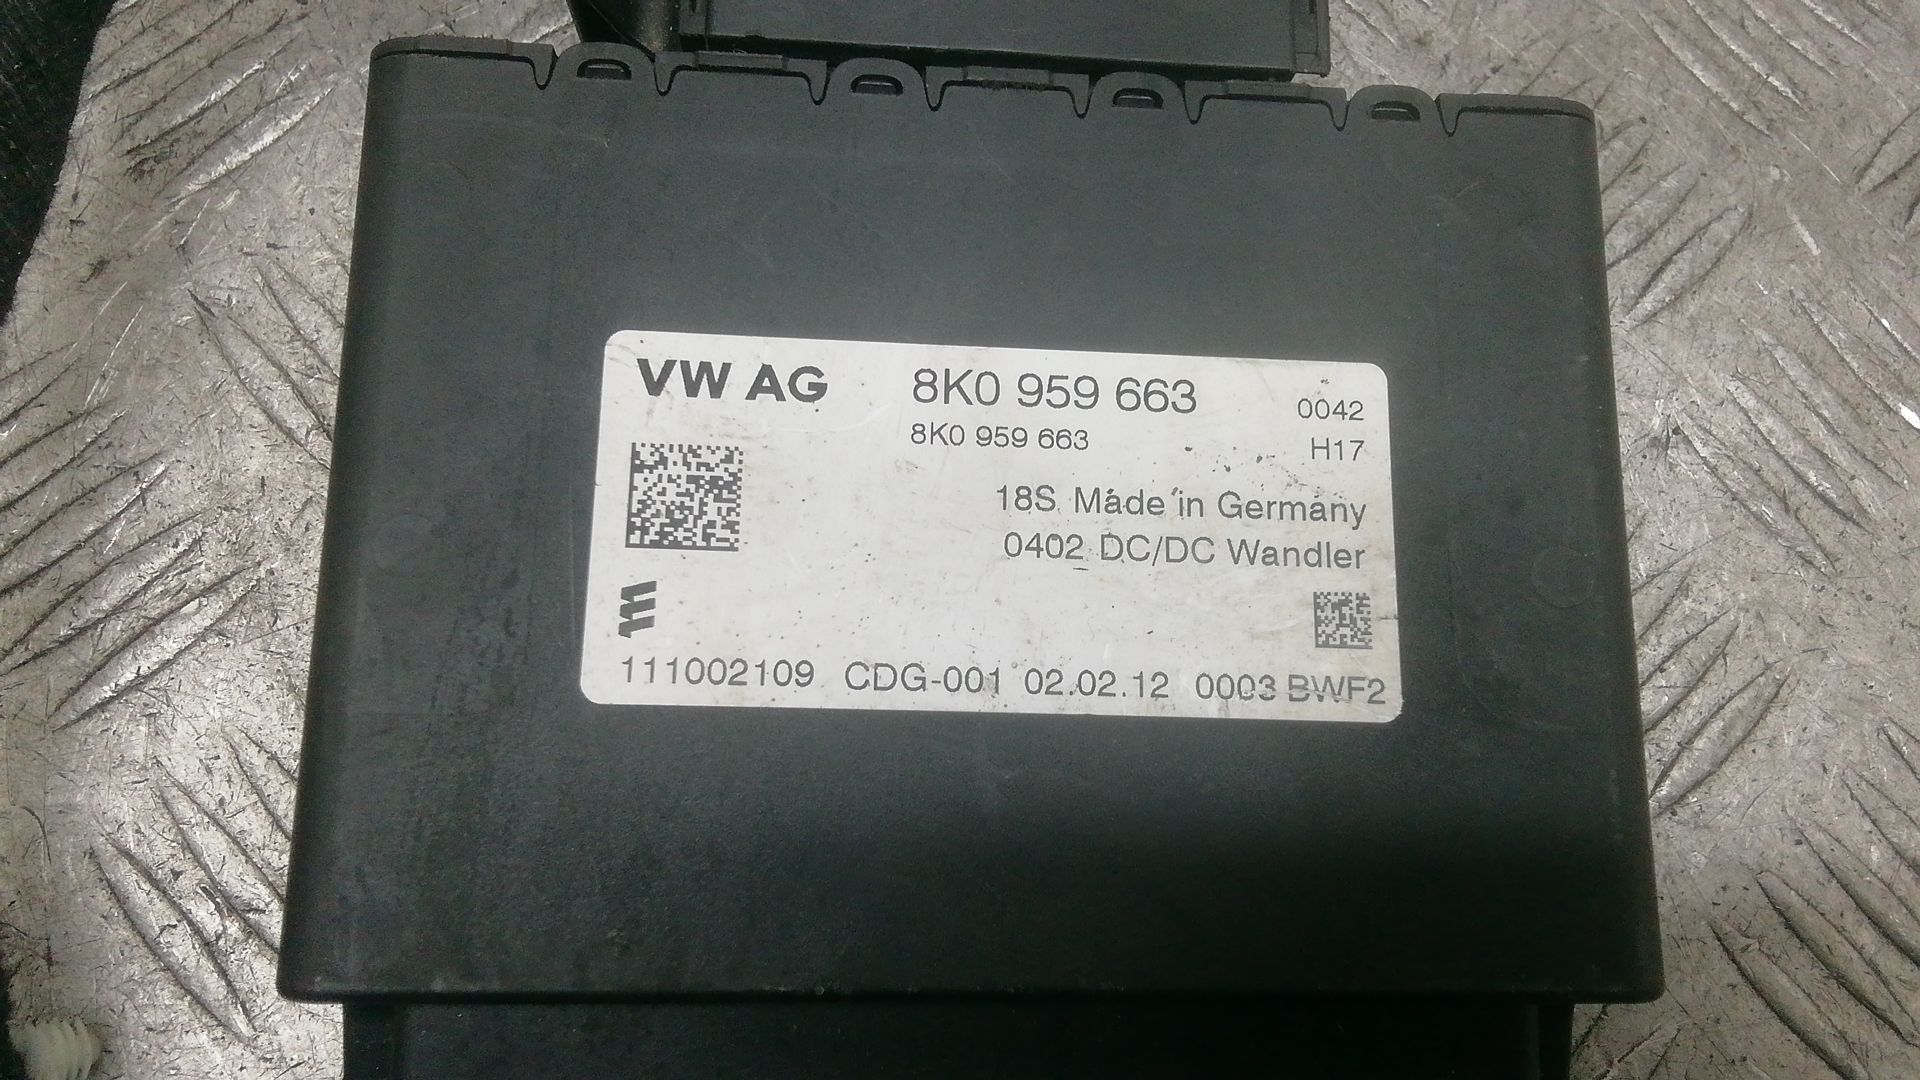 VW AG 8K0 959 663 0042
8K0 959 663 H17
18S Made in Germany
0402 DC/DC Wandler
111002109 CDG-001 02.02.12 0003 BWF2